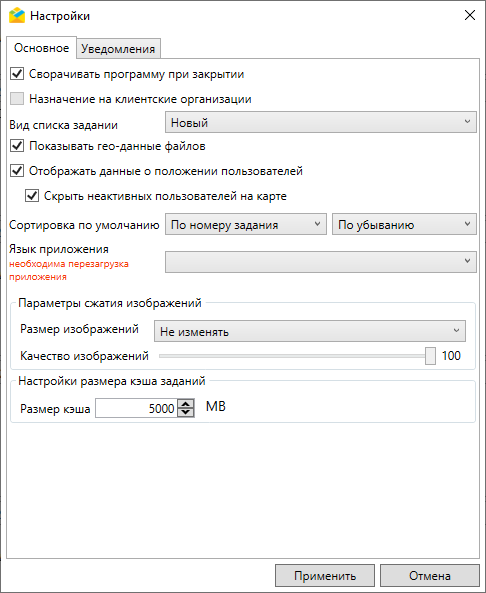 Настройки
Основное
Уведомления
Сворачивать программу при закрытии
Назначение на клиентские организации
Вид списка задании
Новый
Показывать гео-данные файлов
Отображать данные о положении пользователей
Скрыть неактивных пользователей на карте
Сортировка по умолчанию
По номеру задания
По убыванию
Язык приложения
необходима перезагрузка
приложения
Параметры сжатия изображений
Размер изображений
Не изменять
Качество изображений
100
Настройки размера кэша заданий
Размер кэша
5000
MB
Применить
Отмена